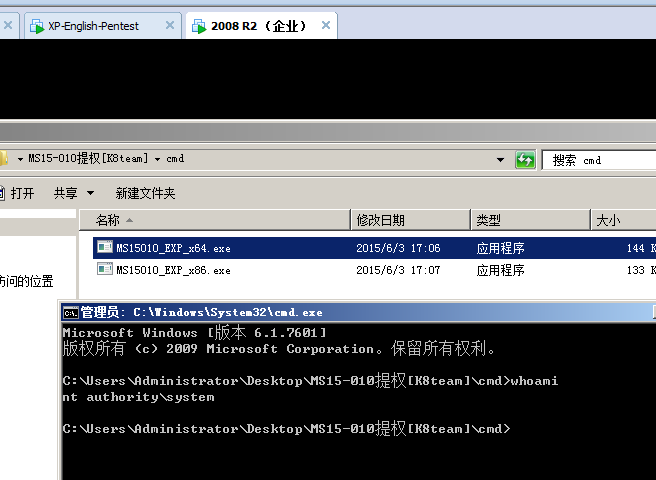 XP-English-Pentest
2008 R2（企业）
MS15-010提权[K8team] cmd
搜索 cmd
打开 共享 新建文件夹
名称 修改日期 类型 大小
MS15010_EXP_x64.exe 2015/6/3 17:06 应用程序 144 K
MS15010_EXP_x86.exe 2015/6/3 17:07 应用程序 133 K
访问的位置
管理员: C:\Windows\System32\cmd.exe
Microsoft Windows [版本 6.1.7601]
版权所有 (c) 2009 Microsoft Corporation。保留所有权利。
C:\Users\Administrator\Desktop\MS15-010提权[K8team]\cmd>whoami
nt authority\system
C:\Users\Administrator\Desktop\MS15-010提权[K8team]\cmd>